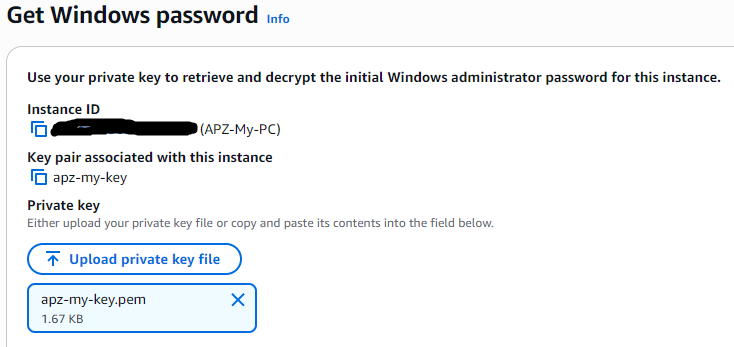 Get Windows password Info
Use your private key to retrieve and decrypt the initial Windows administrator password for this instance.
Instance ID
(APZ-My-PC)
Key pair associated with this instance
apz-my-key
Private key
Either upload your private key file or copy and paste its contents into the field below.
Upload private key file
apz-my-key.pem
1.67 KB